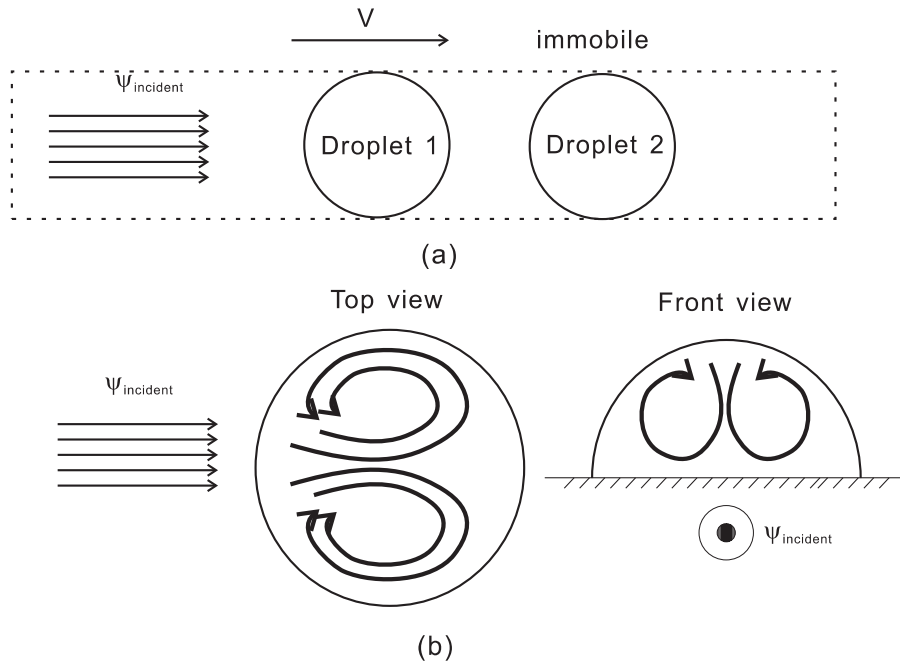 V
immobile
Ψincident
Droplet 1
Droplet 2
(a)
Top view
Front view
Ψincident
Ψincident
(b)